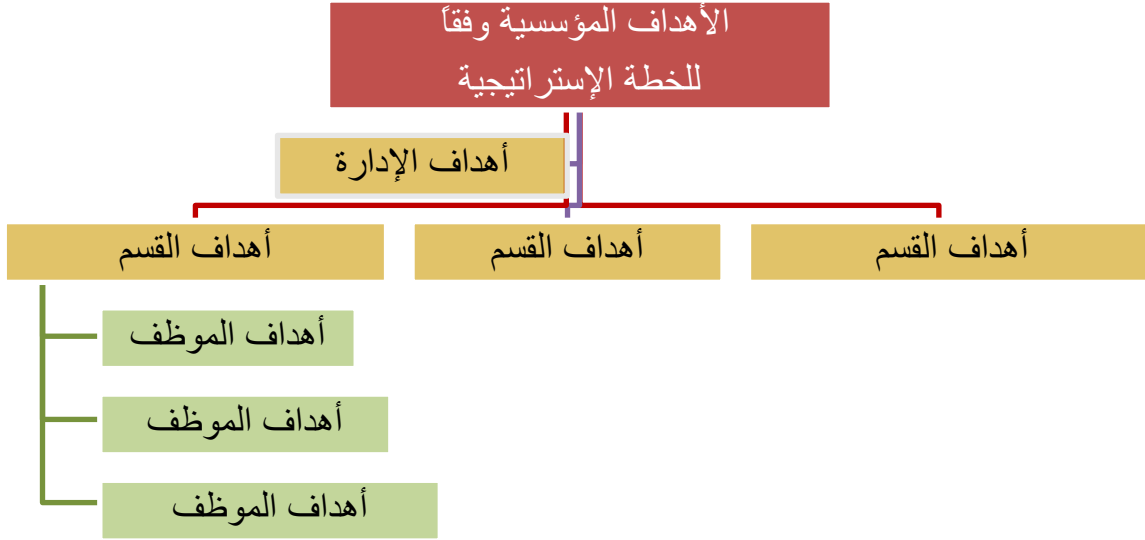 الأهداف المؤسسية وفقاً
للخطة الإستراتيجية
أهداف الإدارة
أهداف القسم
أهداف القسم
أهداف القسم
أهداف الموظف
أهداف الموظف
أهداف الموظف